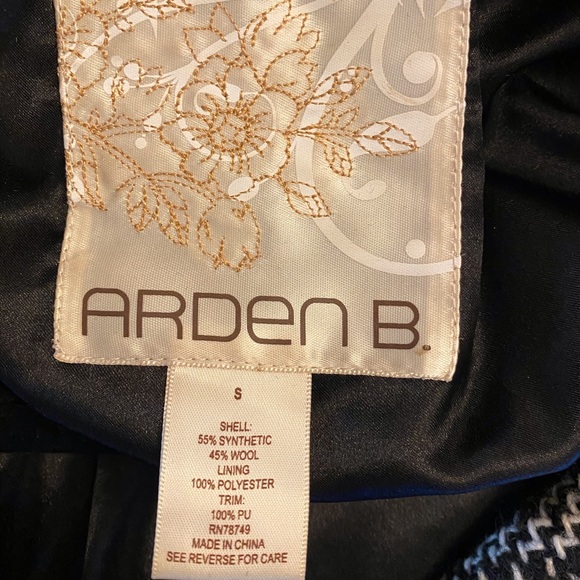 ARDEN B.
S
SHELL:
55% SYNTHETIC
45% WOOL
LINING
100% POLYESTER
TRIM:
100% PU
RN78749
MADE IN CHINA
SEE REVERSE FOR CARE